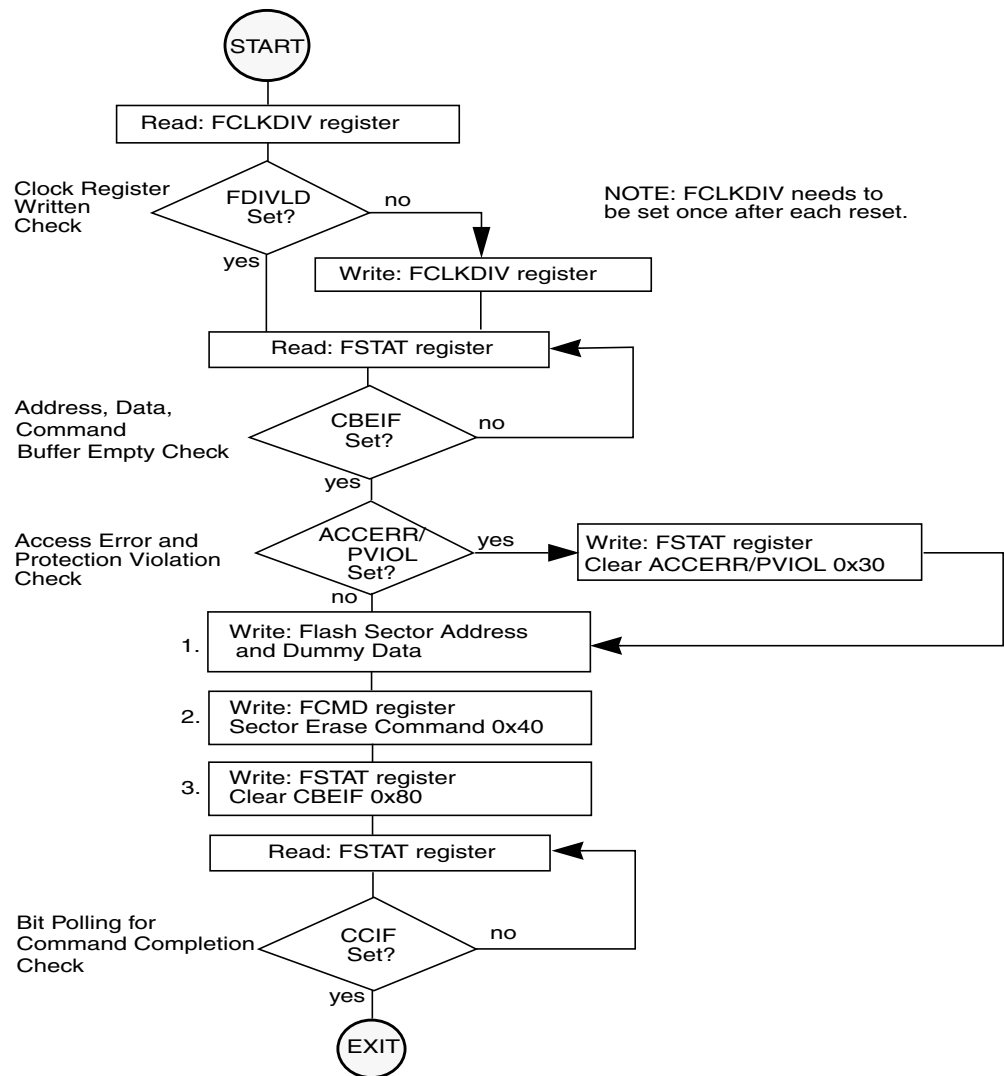 START
Read: FCLKDIV register
Clock Register
Written
Check
FDIVLD
Set?
no
yes
NOTE: FCLKDIV needs to
be set once after each reset.
Write: FCLKDIV register
Read: FSTAT register
Address, Data,
Command
Buffer Empty Check
CBEIF
Set?
no
yes
Access Error and
Protection Violation
Check
ACCERR/
PVIOL
Set?
yes
no
Write: FSTAT register
Clear ACCERR/PVIOL 0x30
1.
Write: Flash Sector Address
and Dummy Data
2.
Write: FCMD register
Sector Erase Command 0x40
3.
Write: FSTAT register
Clear CBEIF 0x80
Read: FSTAT register
Bit Polling for
Command Completion
Check
CCIF
Set?
no
yes
EXIT